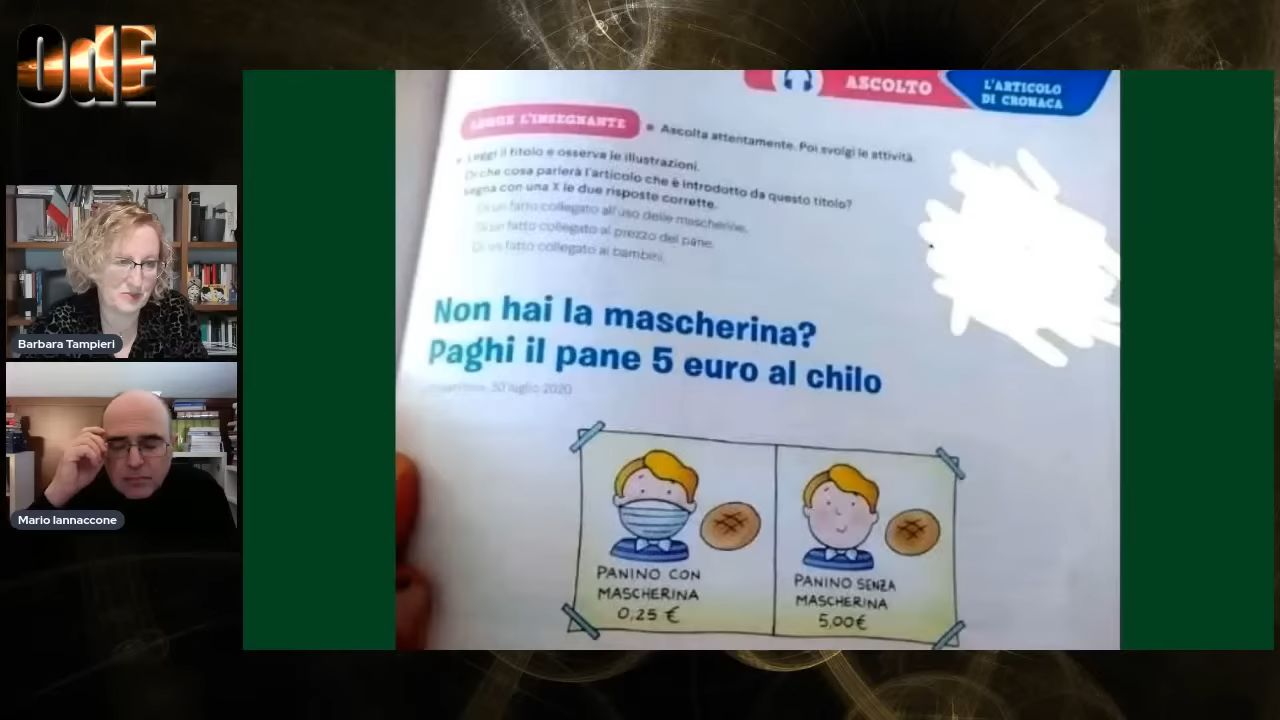 OdE
ASCOLTO
L'ARTICOLO
DI CRONACA
LEGGE L'INSEGNANTE
Ascolta attentamente. Poi svolgi le attività.
Leggi il titolo e osserva le illustrazioni.
Di che cosa parlerà l'articolo che è introdotto da questo titolo?
Segna con una X le due risposte corrette.
Di un fatto collegato all'uso delle mascherine.
Di un fatto collegato al prezzo del pane.
Di un fatto collegato ai bambini.
Non hai la mascherina?
Paghi il pane 5 euro al chilo
30 luglio 2020
PANINO CON
MASCHERINA
0,25 €
PANINO SENZA
MASCHERINA
5,00€
Barbara Tampieri
Mario Iannaccone